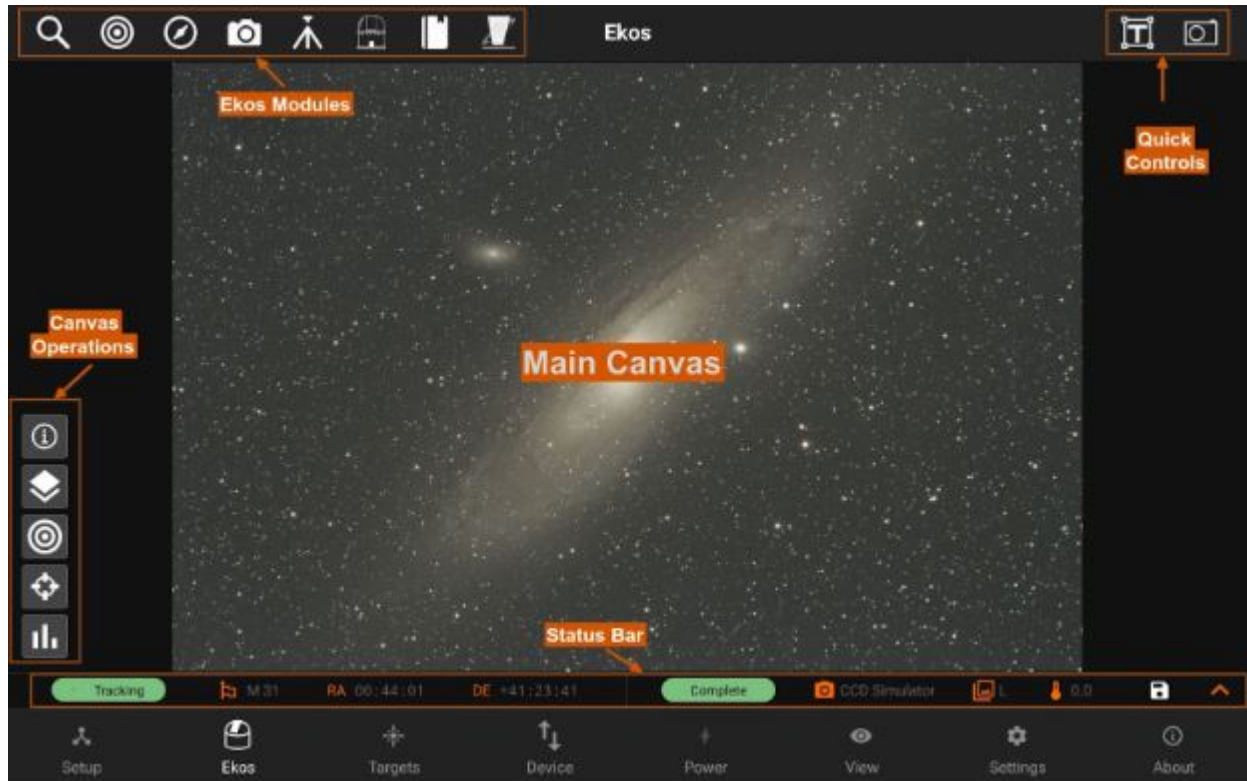 Ekos
Ekos Modules
Quick
Controls
Canvas
Operations
Main Canvas
Status Bar
Tracking M 31 RA 00:44:01 DE +41:23:41 Complete CCD Simulator L 0.0
Setup Ekos Targets Device Power View Settings About